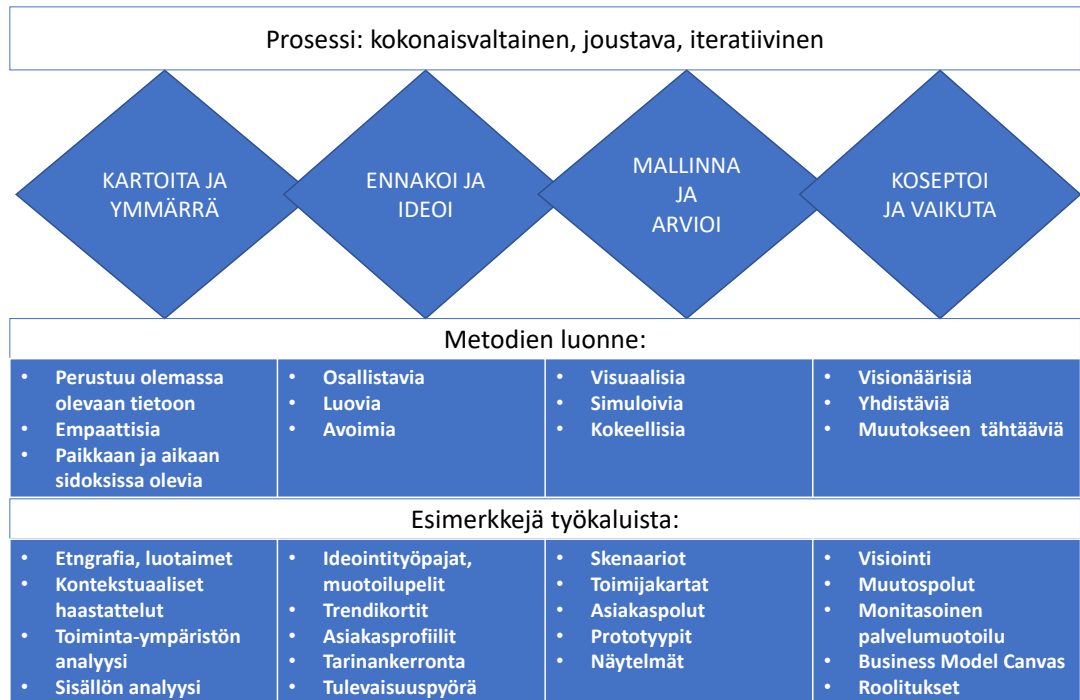 Prosessi: kokonaisvaltainen, joustava, iteratiivinen
KARTOITA JA
YMMÄRRÄ
ENNAKOI JA
IDEOI
MALLINNA
JA
ARVIOI
KOSEPTOI
JA VAIKUTA
Metodien luonne:
• Perustuu olemassa
olevaan tietoon
• Empaattisia
• Paikkaan ja aikaan
sidoksissa olevia
• Osallistavia
• Luovia
• Avoimia
• Visuaalisia
• Simuloivia
• Kokeellisia
• Visionäärisiä
• Yhdistäviä
• Muutokseen tähtääviä
Esimerkkejä työkaluista:
• Etngrafia, luotaimet
• Kontekstuaaliset
haastattelut
• Toiminta-ympäristön
analyysi
• Sisällön analyysi
• Ideointityöpajat,
muotoilupelit
• Trendikortit
• Asiakasprofiilit
• Tarinankerronta
• Tulevaisuuspyörä
• Skenaariot
• Toimijakartat
• Asiakaspolut
• Prototyypit
• Näytelmät
• Visiointi
• Muutospolut
• Monitasoinen
palvelumuotoilu
• Business Model Canvas
• Roolitukset